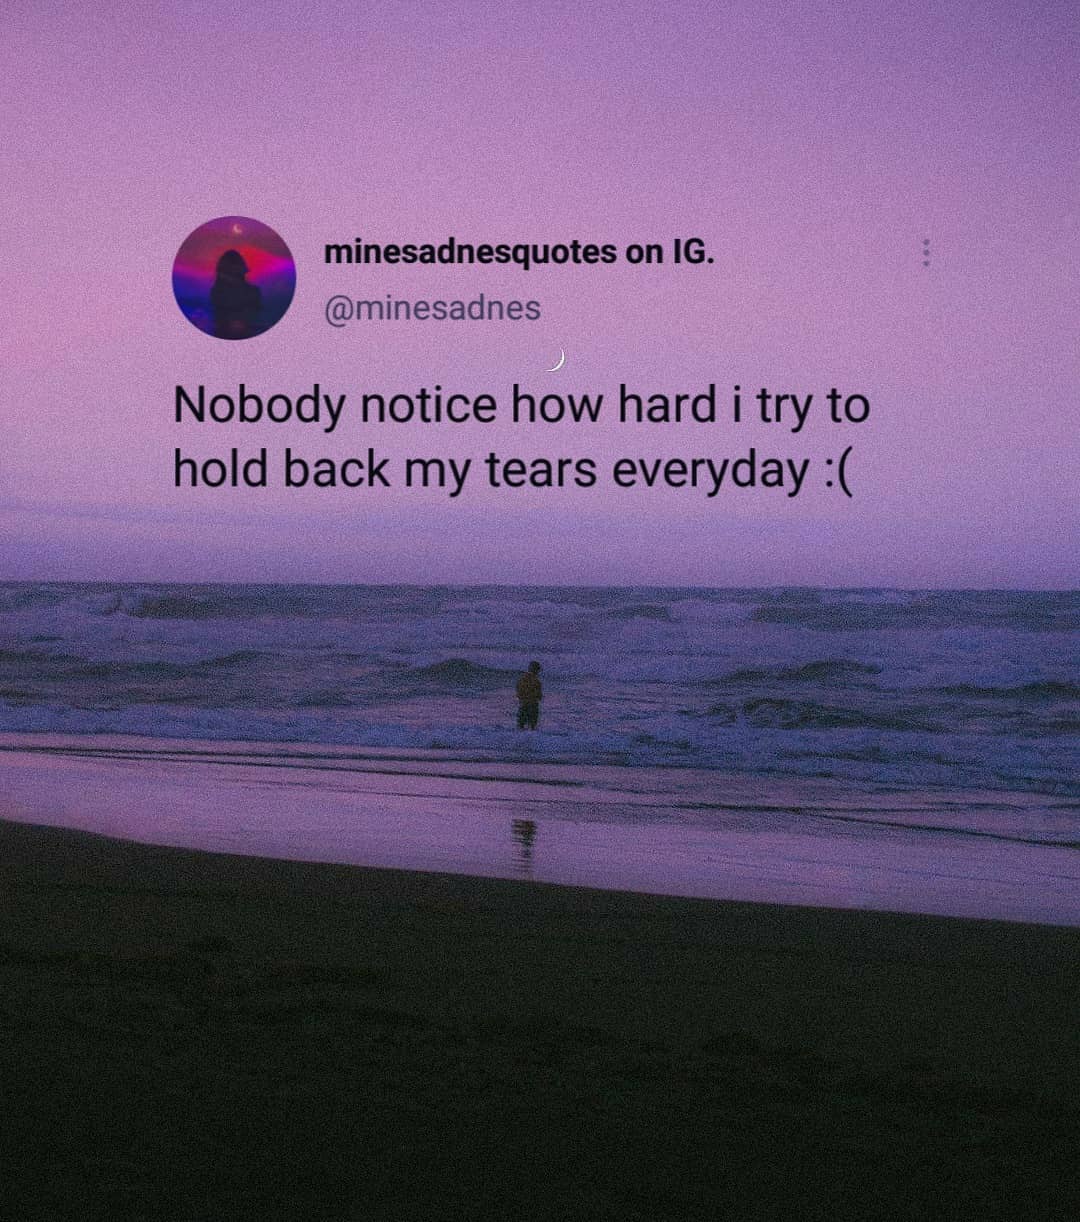 minesadnesquotes on IG.
@minesadnes
Nobody notice how hard i try to
hold back my tears everyday :(